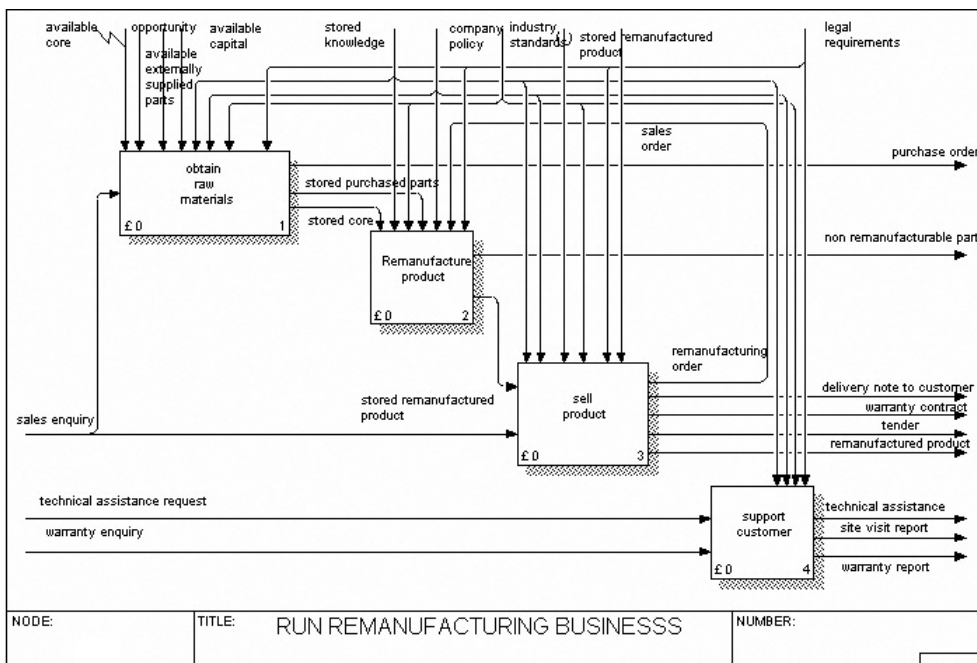 available
core
opportunity
available
externally
supplied
parts
available
capital
stored
knowledge
company
policy
industry
standards
stored remanufactured
product
legal
requirements
sales
order
obtain
raw
materials
£ 0
1
stored purchased parts
stored core
purchase order
Remanufacture
product
£ 0
2
non remanufacturable part
remanufacturing
order
sell
product
£ 0
3
stored remanufactured
product
sales enquiry
delivery note to customer
warranty contract
tender
remanufactured product
technical assistance request
warranty enquiry
support
customer
£ 0
4
technical assistance
site visit report
warranty report
NODE:
TITLE:
RUN REMANUFACTURING BUSINESSS
NUMBER: